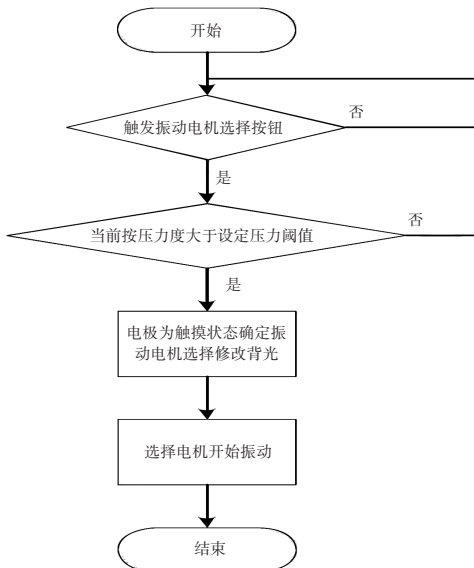 开始
触发振动电机选择按钮
否
是
当前按压力度大于设定压力阈值
否
是
电极为触摸状态确定振
动电机选择修改背光
选择电机开始振动
结束